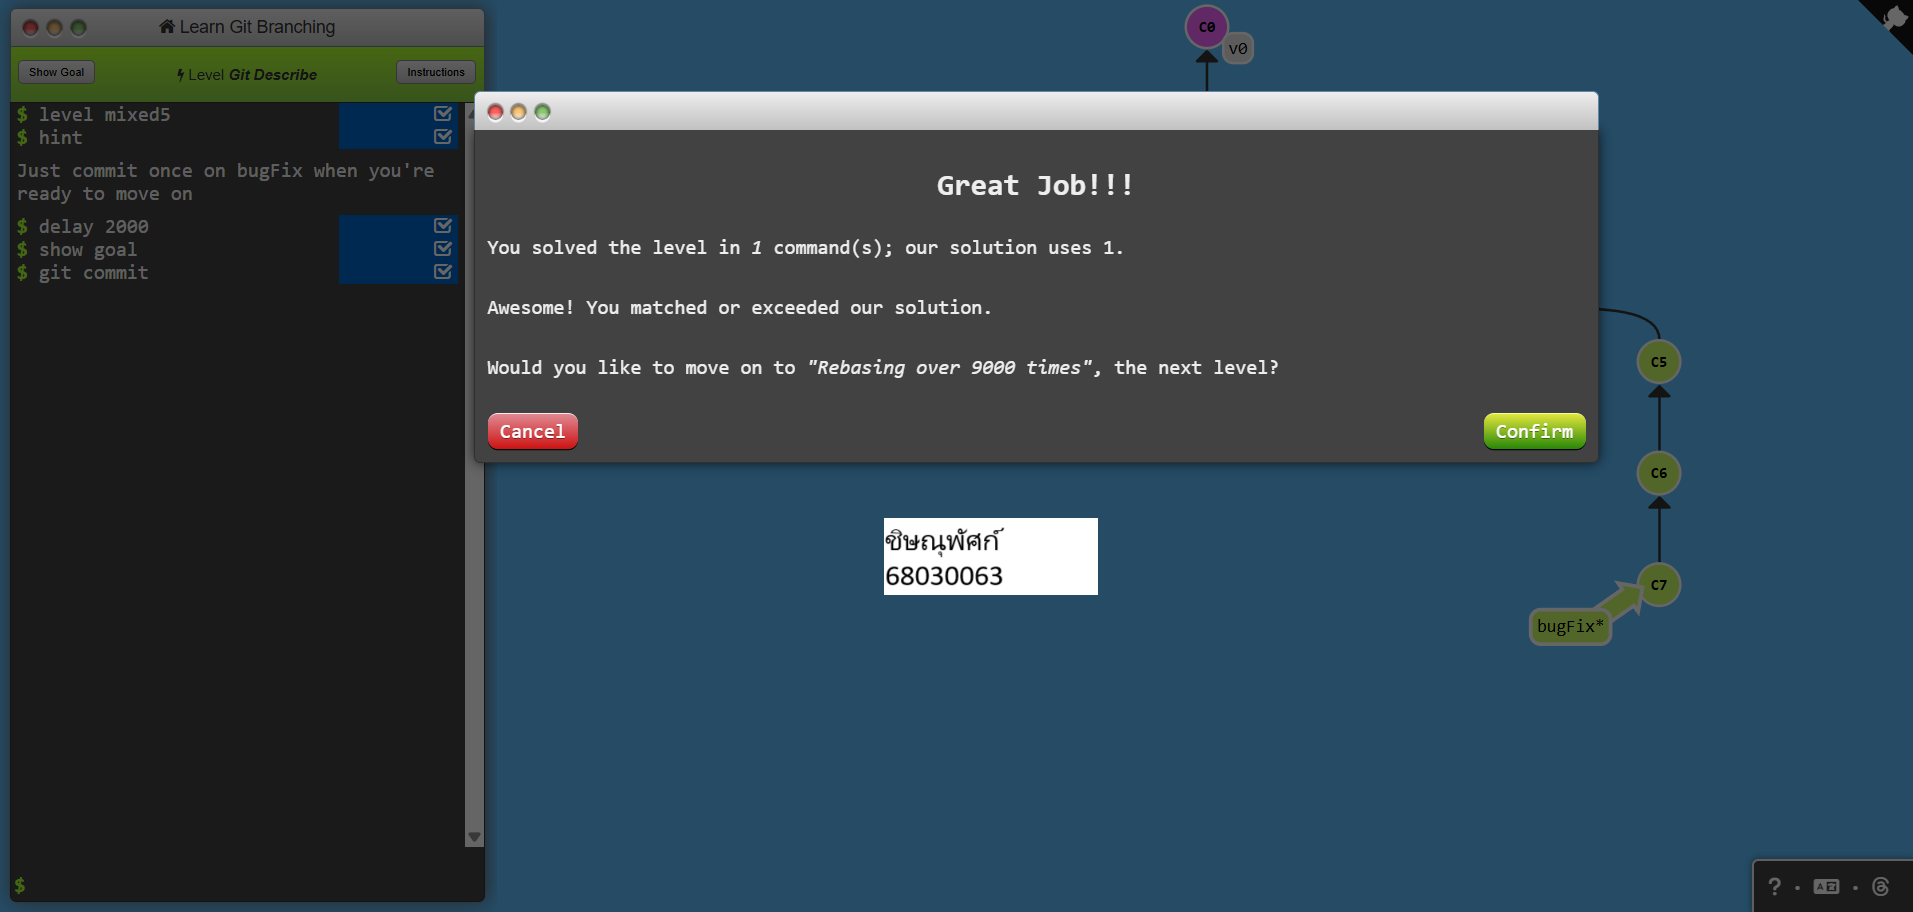 Learn Git Branching
Show Goal
Level Git Describe
Instructions
$ level mixed5
$ hint
Just commit once on bugFix when you're
ready to move on
$ delay 2000
$ show goal
$ git commit
$
C0
v0
Great Job!!!
You solved the level in 1 command(s); our solution uses 1.
Awesome! You matched or exceeded our solution.
Would you like to move on to "Rebasing over 9000 times", the next level?
Cancel
Confirm
C5
C6
C7
bugFix*
ชิษณุพัศก์
68030063
?